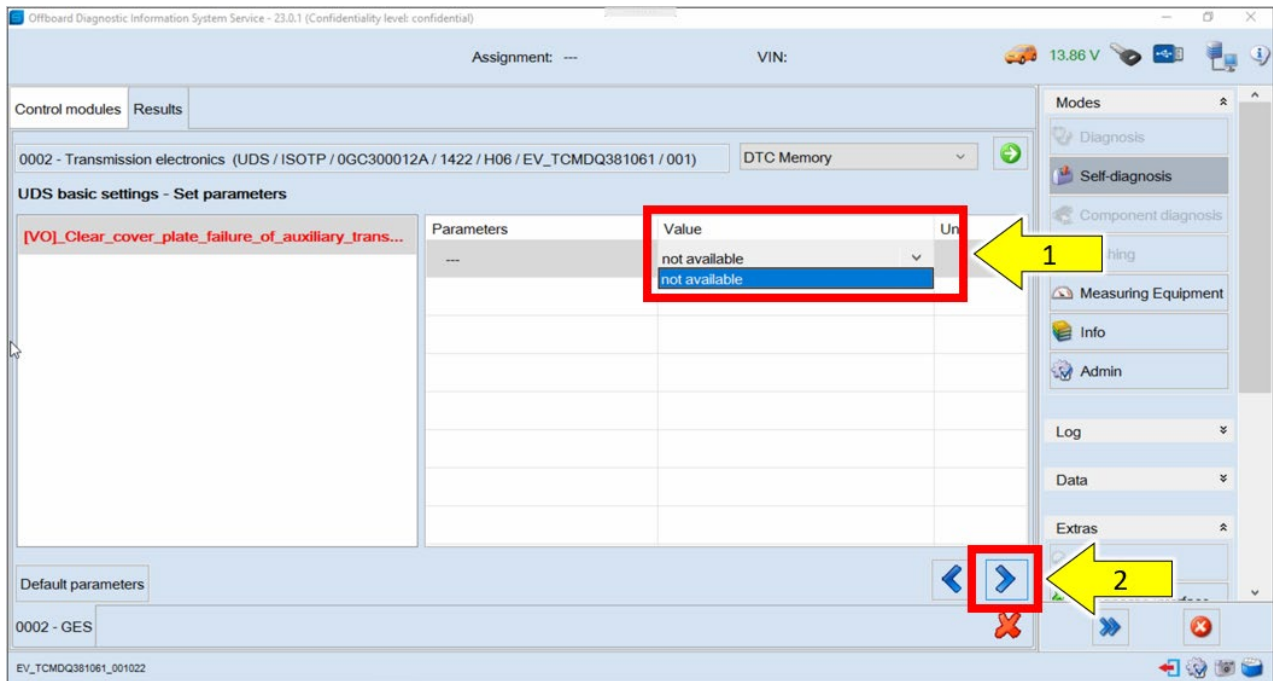 Offboard Diagnostic Information System Service - 23.0.1 (Confidentiality level: confidential)
Assignment: ---
VIN:
13.86 V
Control modules
Results
0002 - Transmission electronics (UDS / ISOTP / 0GC300012A / 1422 / H06 / EV_TCMDQ381061 / 001)
DTC Memory
UDS basic settings - Set parameters
[VO]_Clear_cover_plate_failure_of_auxiliary_trans...
Parameters
Value
Un
---
not available
not available
1
2
Default parameters
0002 - GES
EV_TCMDQ381061_001022
Modes
Diagnosis
Self-diagnosis
Component diagnosis
hing
Measuring Equipment
Info
Admin
Log
Data
Extras